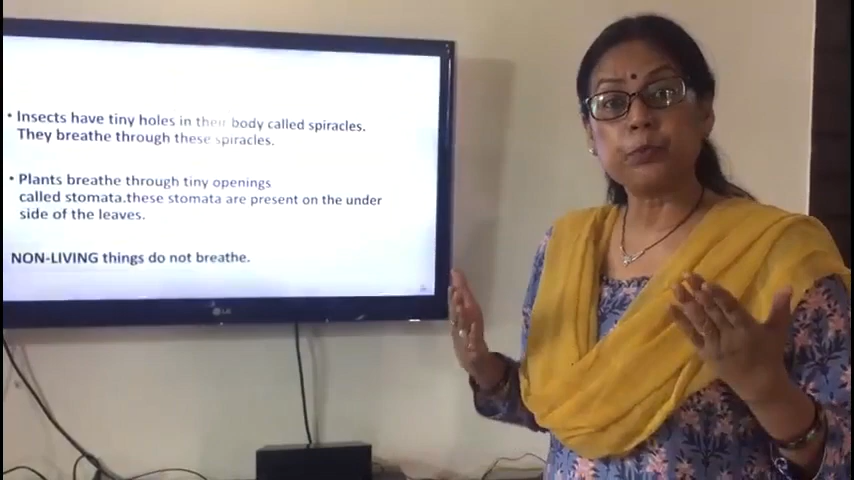 • Insects have tiny holes in their body called spiracles.
They breathe through these spiracles.
• Plants breathe through tiny openings
called stomata.these stomata are present on the under
side of the leaves.
NON-LIVING things do not breathe.
LG